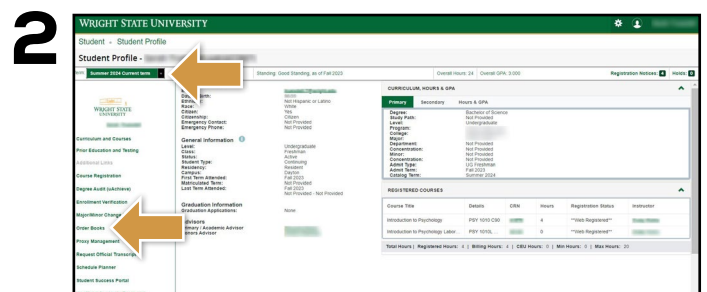 2
WRIGHT STATE UNIVERSITY
Student - Student Profile
Student Profile -
Summer 2024 Current term
Standing: Good Standing, as of Fall 2023
Overall Hours: 24 Overall GPA: 3.000
Registration Notices: 4 Holds: 0
WRIGHT STATE
UNIVERSITY
Curriculum and Courses
Prior Education and Testing
Additional Links
Course Registration
Degree Audit (uAchieve)
Enrollment Verification
Major/Minor Change
Order Books
Proxy Management
Request Official Transcript
Schedule Planner
Student Success Portal
Race: White
Citizen: Yes
Citizenship: Citizen
Emergency Contact: Not Provided
Emergency Phone: Not Provided
General Information
Level: Undergraduate
Class: Freshman
Status: Active
Student Type: Continuing
Residency: Resident
Campus: Dayton
First Term Attended: Fall 2023
Matriculated Term: Not Provided
Last Term Attended: Fall 2023
Not Provided - Not Provided
Graduation Information
Graduation Applications: None
Advisors
Primary / Academic Advisor
Honors Advisor
CURRICULUM, HOURS & GPA
Primary Secondary Hours & GPA
Degree: Bachelor of Science
Study Path: Not Provided
Level: Undergraduate
Program:
College:
Major:
Department: Not Provided
Concentration: Not Provided
Minor: Not Provided
Concentration: Not Provided
Admit Type: UG Freshman
Admit Term: Fall 2023
Catalog Term: Summer 2024
REGISTERED COURSES
Course Title Details CRN Hours Registration Status Instructor
Introduction to Psychology PSY 1010 C90 4 **Web Registered**
Introduction to Psychology Labor... PSY 1010L ... 0 **Web Registered**
Total Hours | Registered Hours: 4 | Billing Hours: 4 | CEU Hours: 0 | Min Hours: 0 | Max Hours: 23